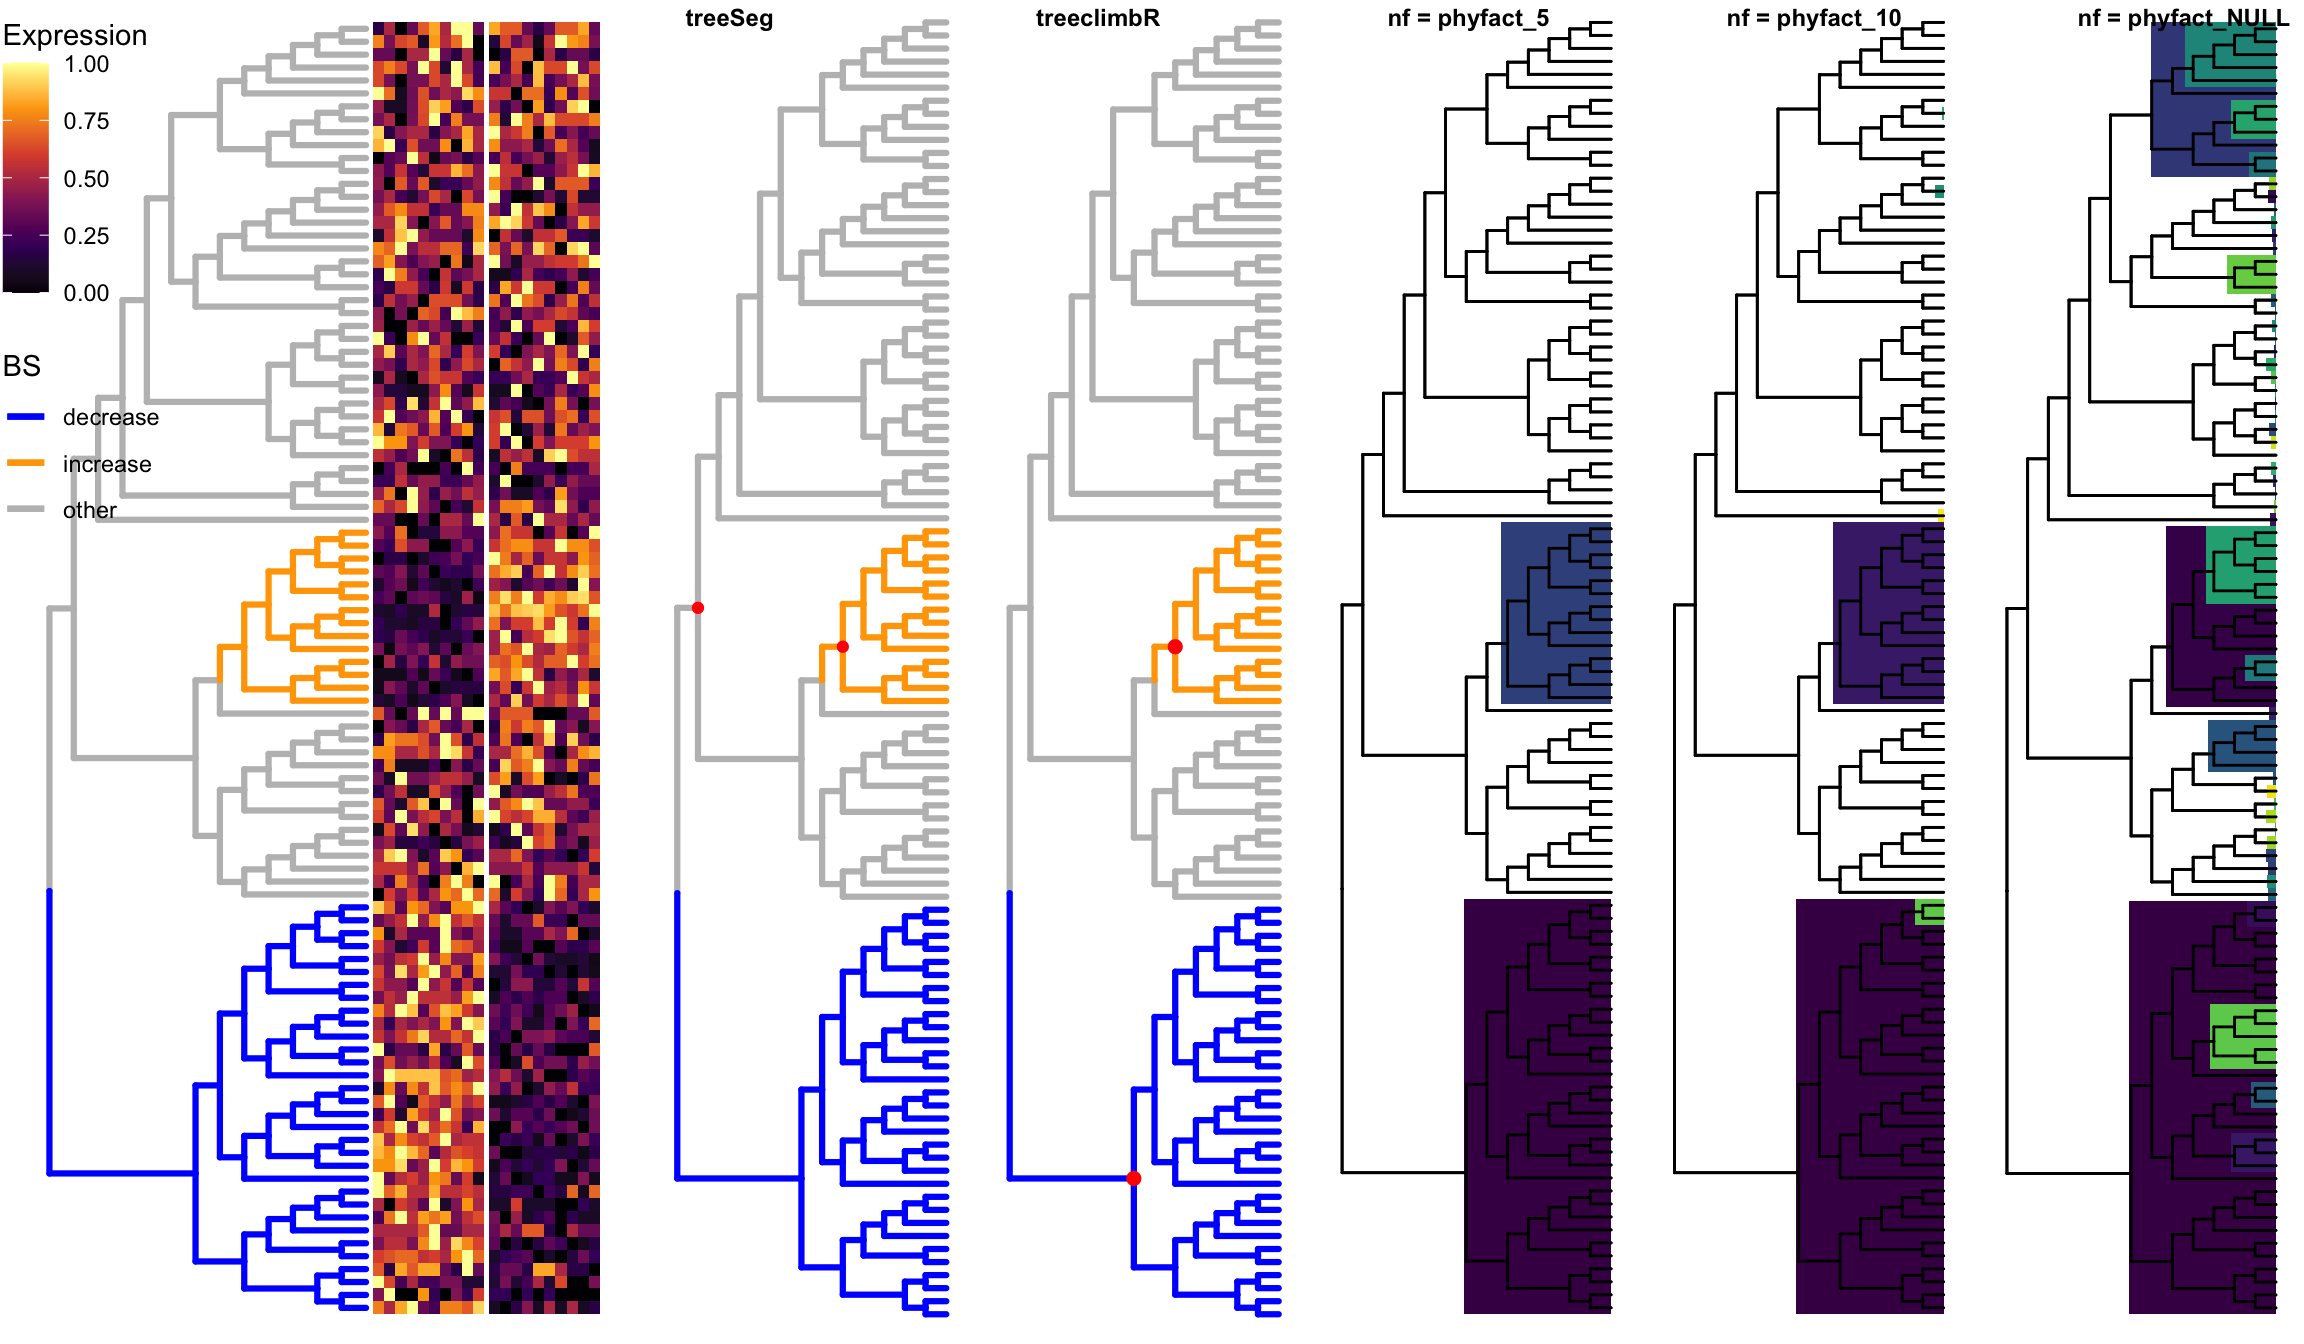 treeSeg
treeclimbR
nf = phyfact_5
nf = phyfact_10
nf = phyfact_NULL
Expression
1.00
0.75
0.50
0.25
0.00
BS
decrease
increase
other